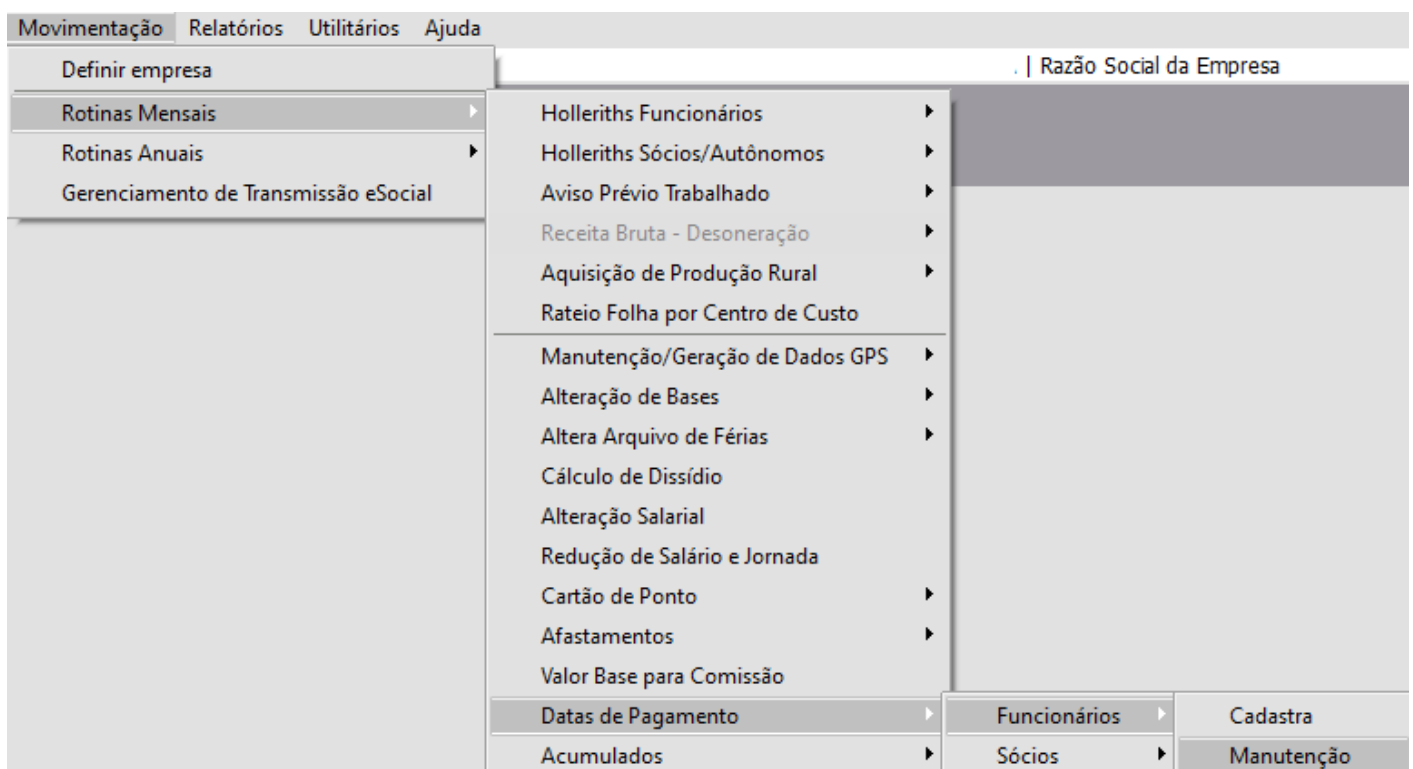 Movimentação Relatórios Utilitários Ajuda
Definir empresa
. | Razão Social da Empresa
Rotinas Mensais
Rotinas Anuais
Gerenciamento de Transmissão eSocial
Holleriths Funcionários
Holleriths Sócios/Autônomos
Aviso Prévio Trabalhado
Receita Bruta - Desoneração
Aquisição de Produção Rural
Rateio Folha por Centro de Custo
Manutenção/Geração de Dados GPS
Alteração de Bases
Altera Arquivo de Férias
Cálculo de Dissídio
Alteração Salarial
Redução de Salário e Jornada
Cartão de Ponto
Afastamentos
Valor Base para Comissão
Datas de Pagamento
Acumulados
Funcionários
Sócios
Cadastra
Manutenção